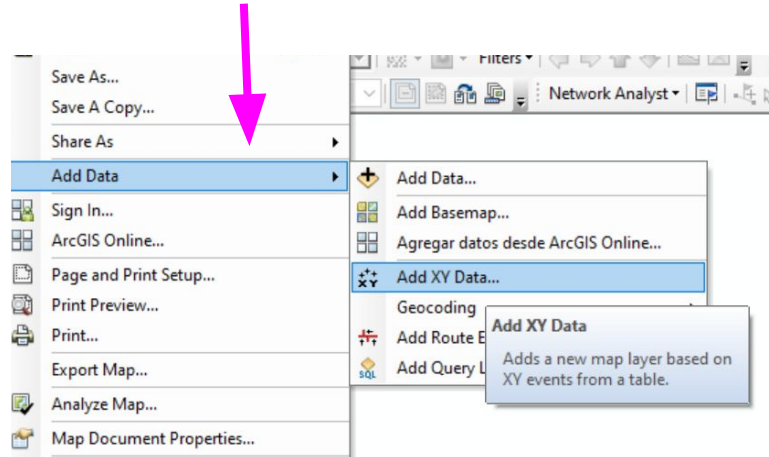 Filters
Save As...
Save A Copy...
Network Analyst
Share As
Add Data
Add Data...
Sign In...
Add Basemap...
ArcGIS Online...
Agregar datos desde ArcGIS Online...
Page and Print Setup...
XY
Add XY Data...
Print Preview...
Geocoding
Add XY Data
Print...
Add Route E
Adds a new map layer based on
Export Map...
SQL
Add Query L
XY events from a table.
Analyze Map...
Map Document Properties...